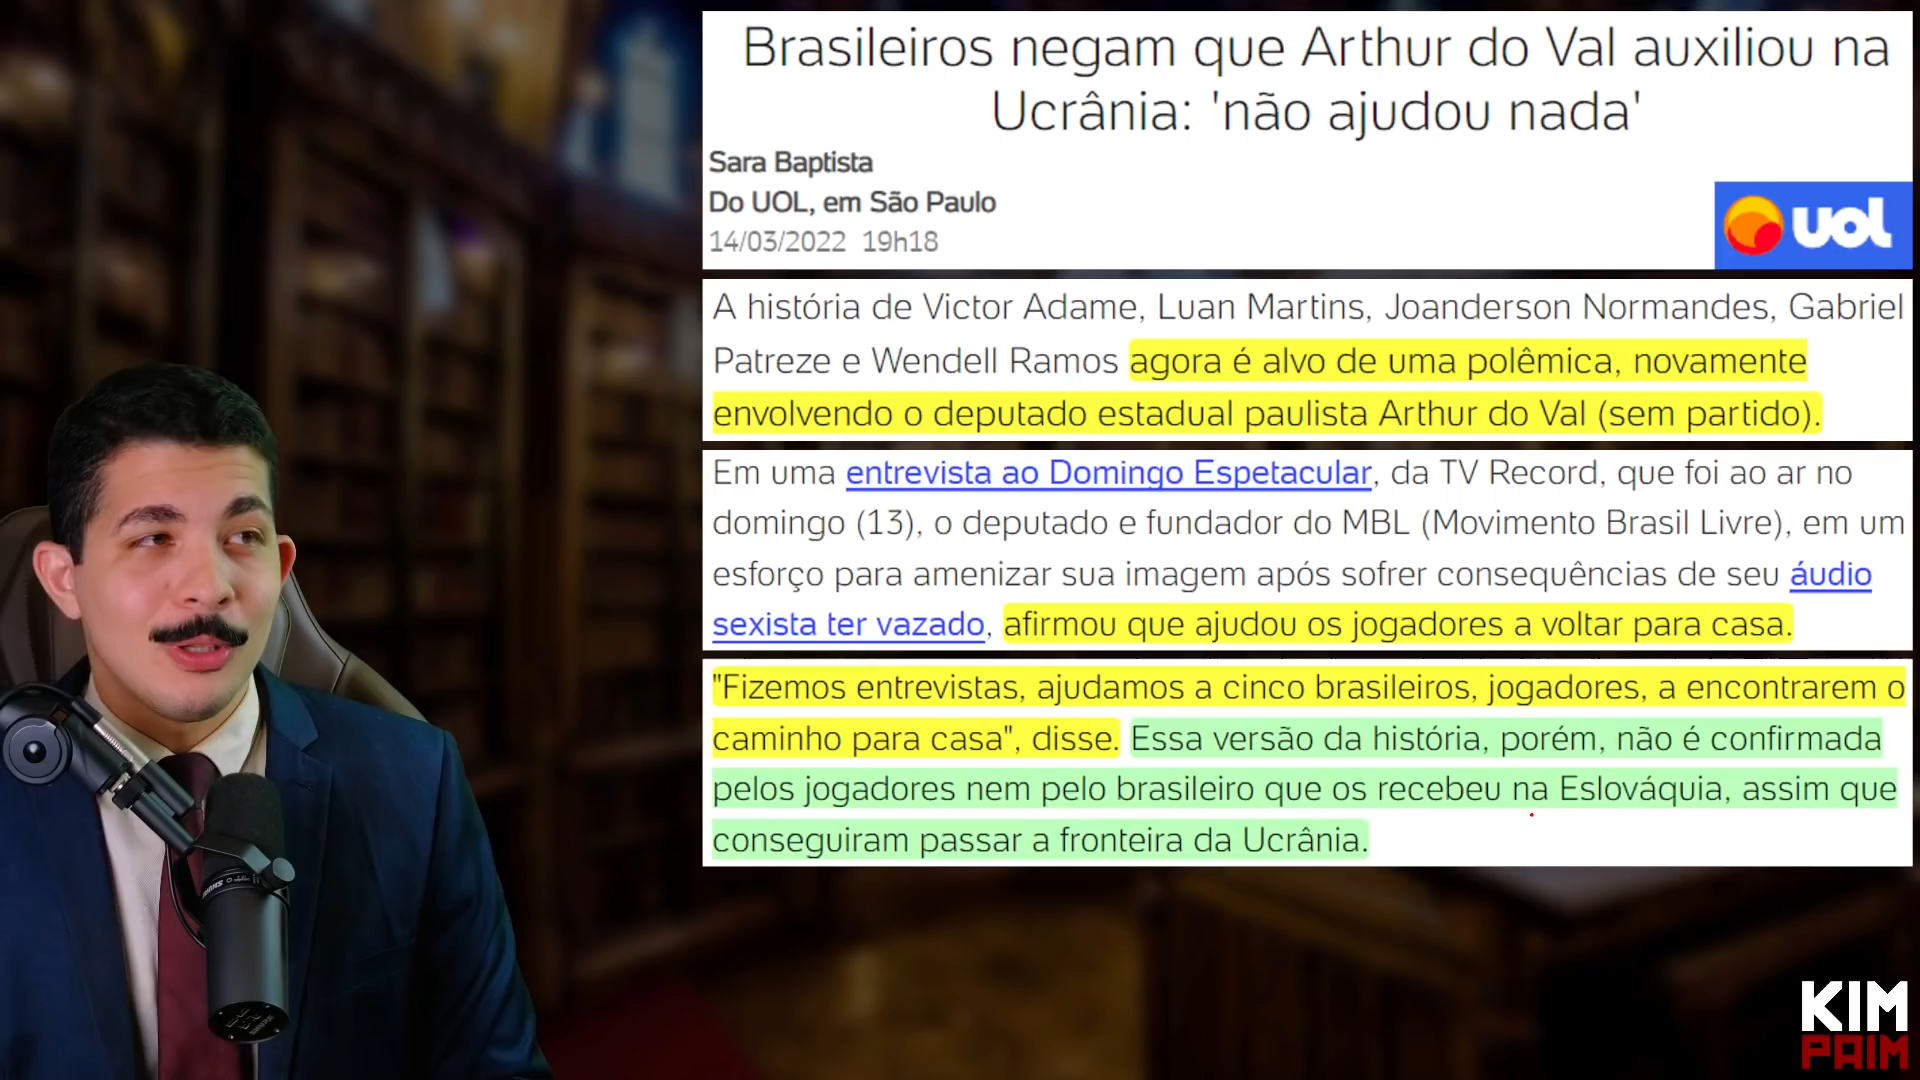 Brasileiros negam que Arthur do Val auxiliou na
Ucrânia: 'não ajudou nada'
Sara Baptista
Do UOL, em São Paulo
14/03/2022 19h18
uol
A história de Victor Adame, Luan Martins, Joanderson Normandes, Gabriel
Patreze e Wendell Ramos agora é alvo de uma polêmica, novamente
envolvendo o deputado estadual paulista Arthur do Val (sem partido).
Em uma entrevista ao Domingo Espetacular, da TV Record, que foi ao ar no
domingo (13), o deputado e fundador do MBL (Movimento Brasil Livre), em um
esforço para amenizar sua imagem após sofrer consequências de seu áudio
sexista ter vazado, afirmou que ajudou os jogadores a voltar para casa.
"Fizemos entrevistas, ajudamos a cinco brasileiros, jogadores, a encontrarem o
caminho para casa", disse. Essa versão da história, porém, não é confirmada
pelos jogadores nem pelo brasileiro que os recebeu na Eslováquia, assim que
conseguiram passar a fronteira da Ucrânia.
KIM
PAIM